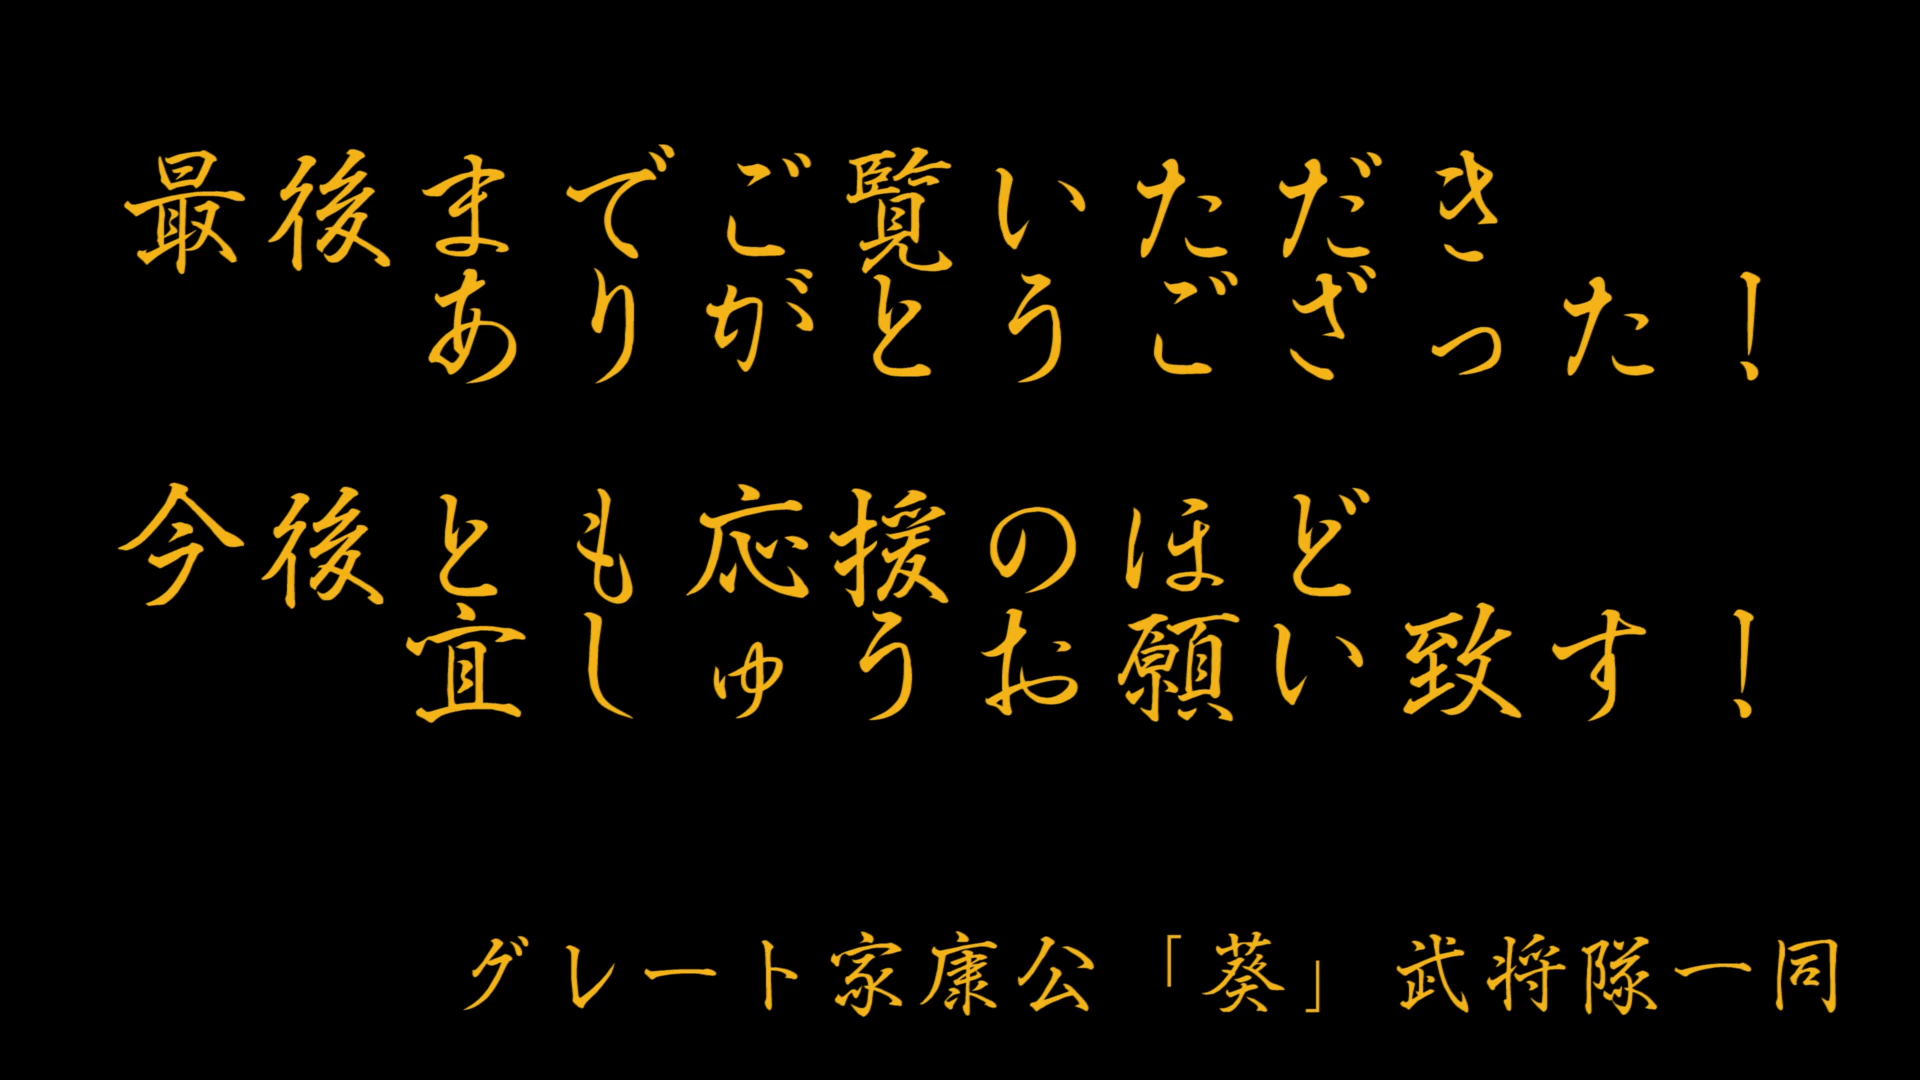 最後までご覧いただき
ありがとうござった！
今後とも応援のほど
宜しゅうお願い致す！
グレート家康公「葵」武将隊一同